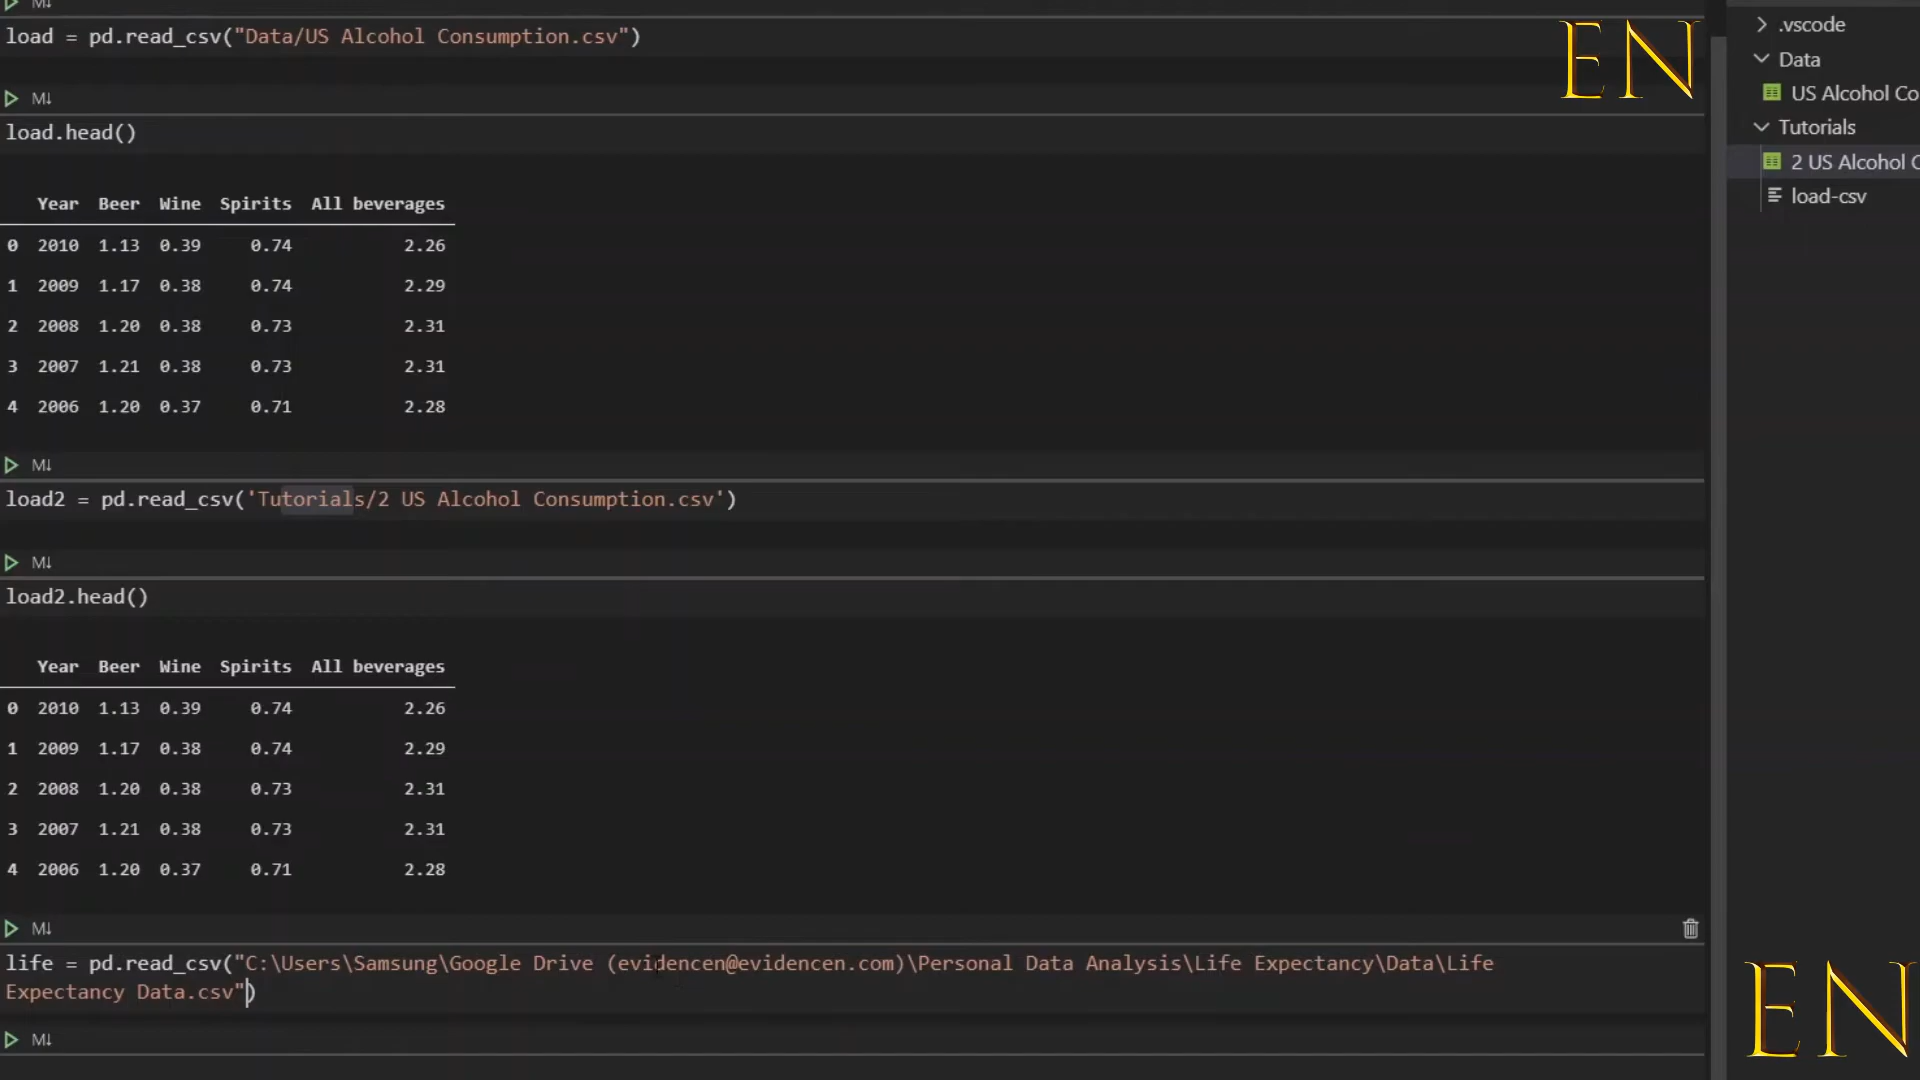 M↓
load = pd.read_csv("Data/US Alcohol Consumption.csv")
M↓
load.head()
Year Beer Wine Spirits All beverages
0 2010 1.13 0.39 0.74 2.26
1 2009 1.17 0.38 0.74 2.29
2 2008 1.20 0.38 0.73 2.31
3 2007 1.21 0.38 0.73 2.31
4 2006 1.20 0.37 0.71 2.28
M↓
load2 = pd.read_csv('Tutorials/2 US Alcohol Consumption.csv')
M↓
load2.head()
Year Beer Wine Spirits All beverages
0 2010 1.13 0.39 0.74 2.26
1 2009 1.17 0.38 0.74 2.29
2 2008 1.20 0.38 0.73 2.31
3 2007 1.21 0.38 0.73 2.31
4 2006 1.20 0.37 0.71 2.28
M↓
life = pd.read_csv("C:\Users\Samsung\Google Drive (evidencen@evidencen.com)\Personal Data Analysis\Life Expectancy\Data\Life
Expectancy Data.csv")
M↓
EN
.vscode
Data
US Alcohol Co
Tutorials
2 US Alcohol C
load-csv
EN